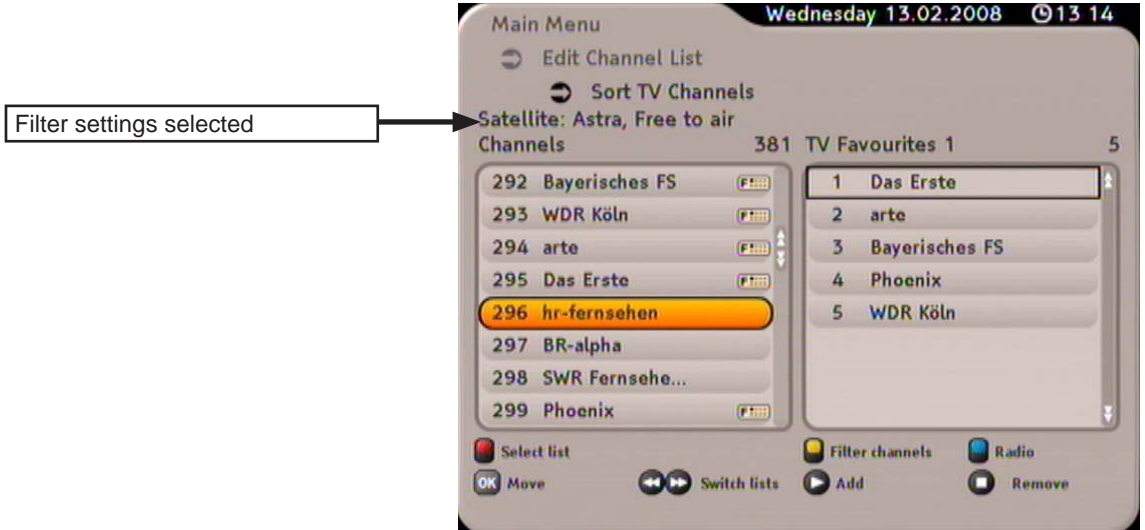 Wednesday 13.02.2008 13 14
Main Menu
Edit Channel List
Sort TV Channels
Filter settings selected
Satellite: Astra, Free to air
Channels 381 TV Favourites 1 5
292 Bayerisches FS F
293 WDR Köln F
294 arte F
295 Das Erste F
296 hr-fernsehen
297 BR-alpha
298 SWR Fernsehe...
299 Phoenix F
1 Das Erste
2 arte
3 Bayerisches FS
4 Phoenix
5 WDR Köln
Select list Filter channels Radio
OK Move Switch lists Add Remove